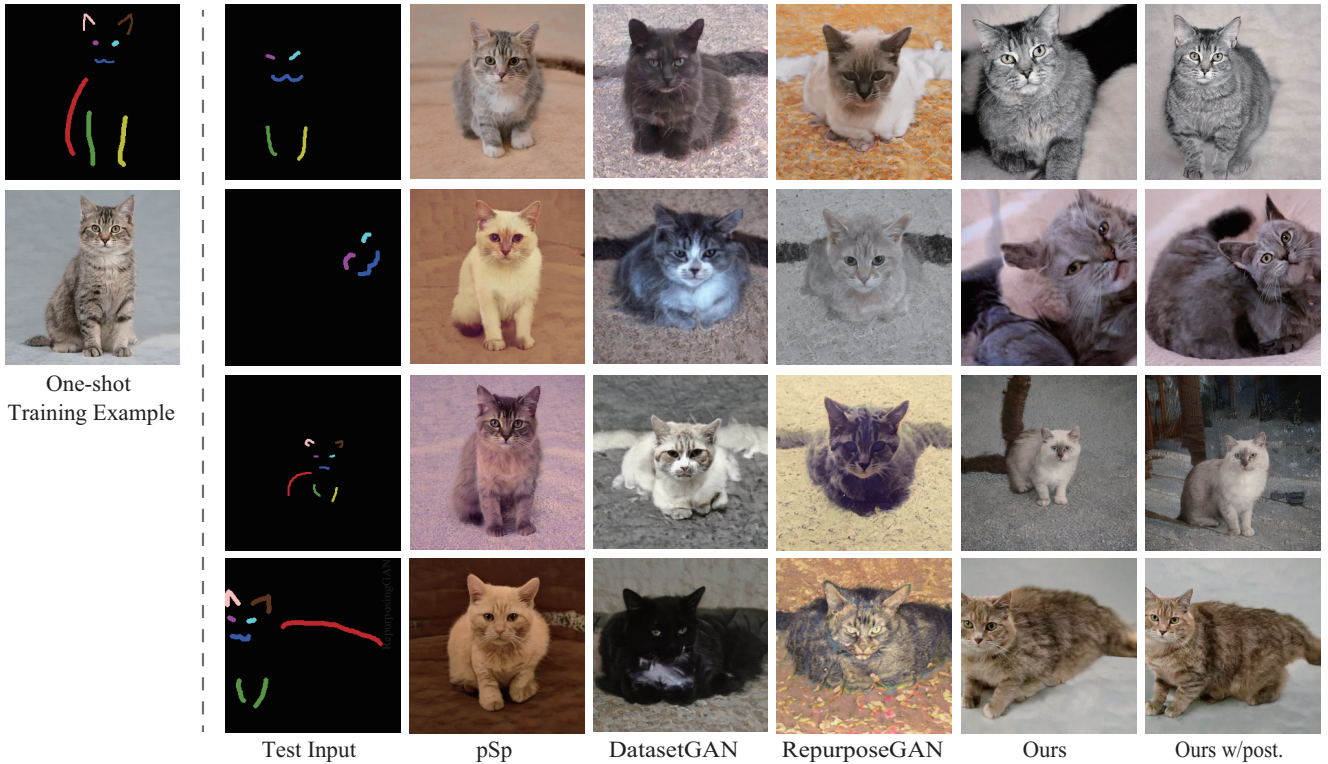 One-shot
Training Example
RepurposingGAN
Test Input
pSp
DatasetGAN
RepurposeGAN
Ours
Ours w/post.